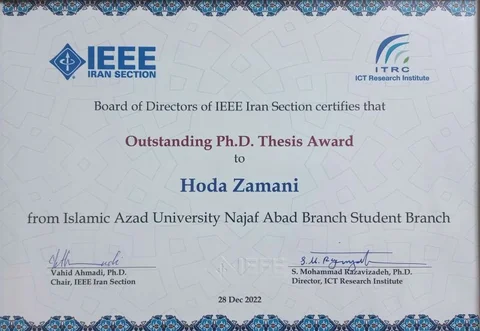 IEEE
IRAN SECTION
ITRC
ICT Research Institute
Board of Directors of IEEE Iran Section certifies that
Outstanding Ph.D. Thesis Award
to
Hoda Zamani
from Islamic Azad University Najaf Abad Branch Student Branch
IEEE
Vahid Ahmadi, Ph.D.
Chair, IEEE Iran Section
S. Mohammad Razavizadeh, Ph.D.
Director, ICT Research Institute
28 Dec 2022